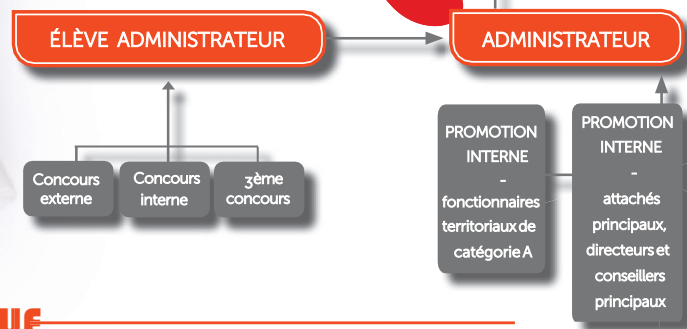 ÉLÈVE ADMINISTRATEUR
ADMINISTRATEUR
Concours
externe
Concours
interne
3ème
concours
PROMOTION
INTERNE
-
fonctionnaires
territoriaux de
catégorie A
PROMOTION
INTERNE
-
attachés
principaux,
directeurs et
conseillers
principaux